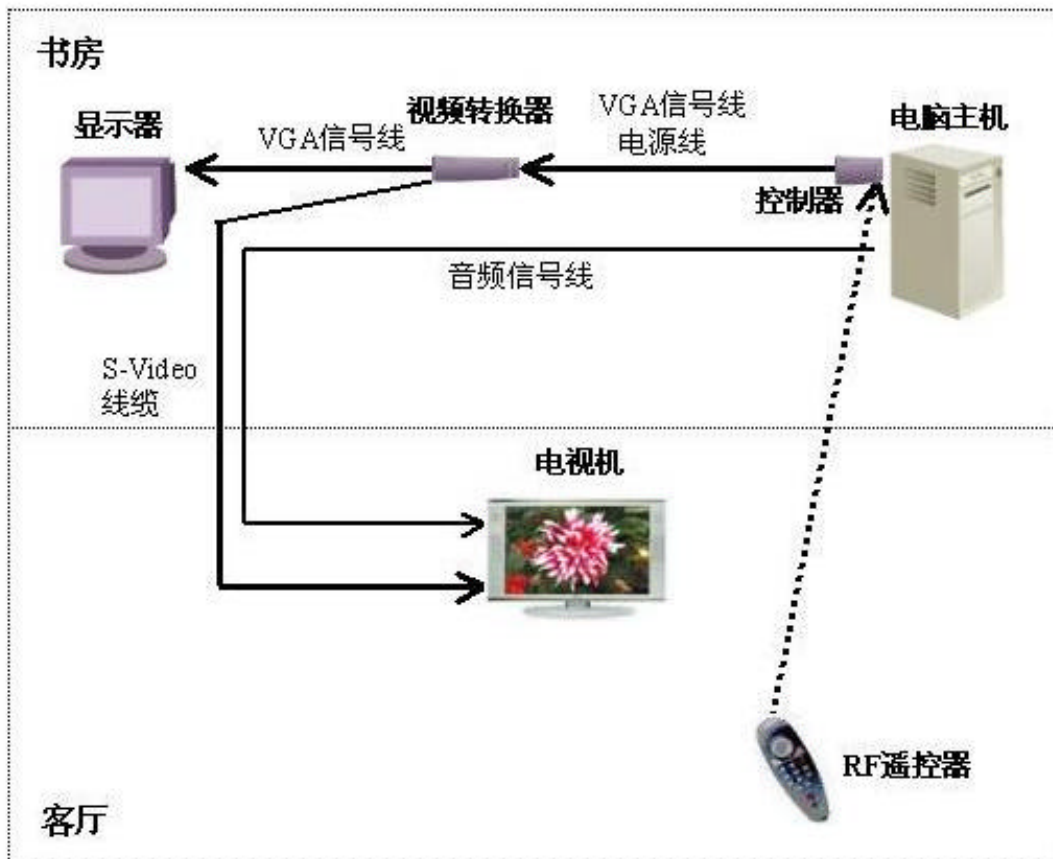 书房
显示器
VGA信号线
视频转换器
VGA信号线
电源线
电脑主机
控制器
音频信号线
S-Video
线缆
电视机
RF遥控器
客厅